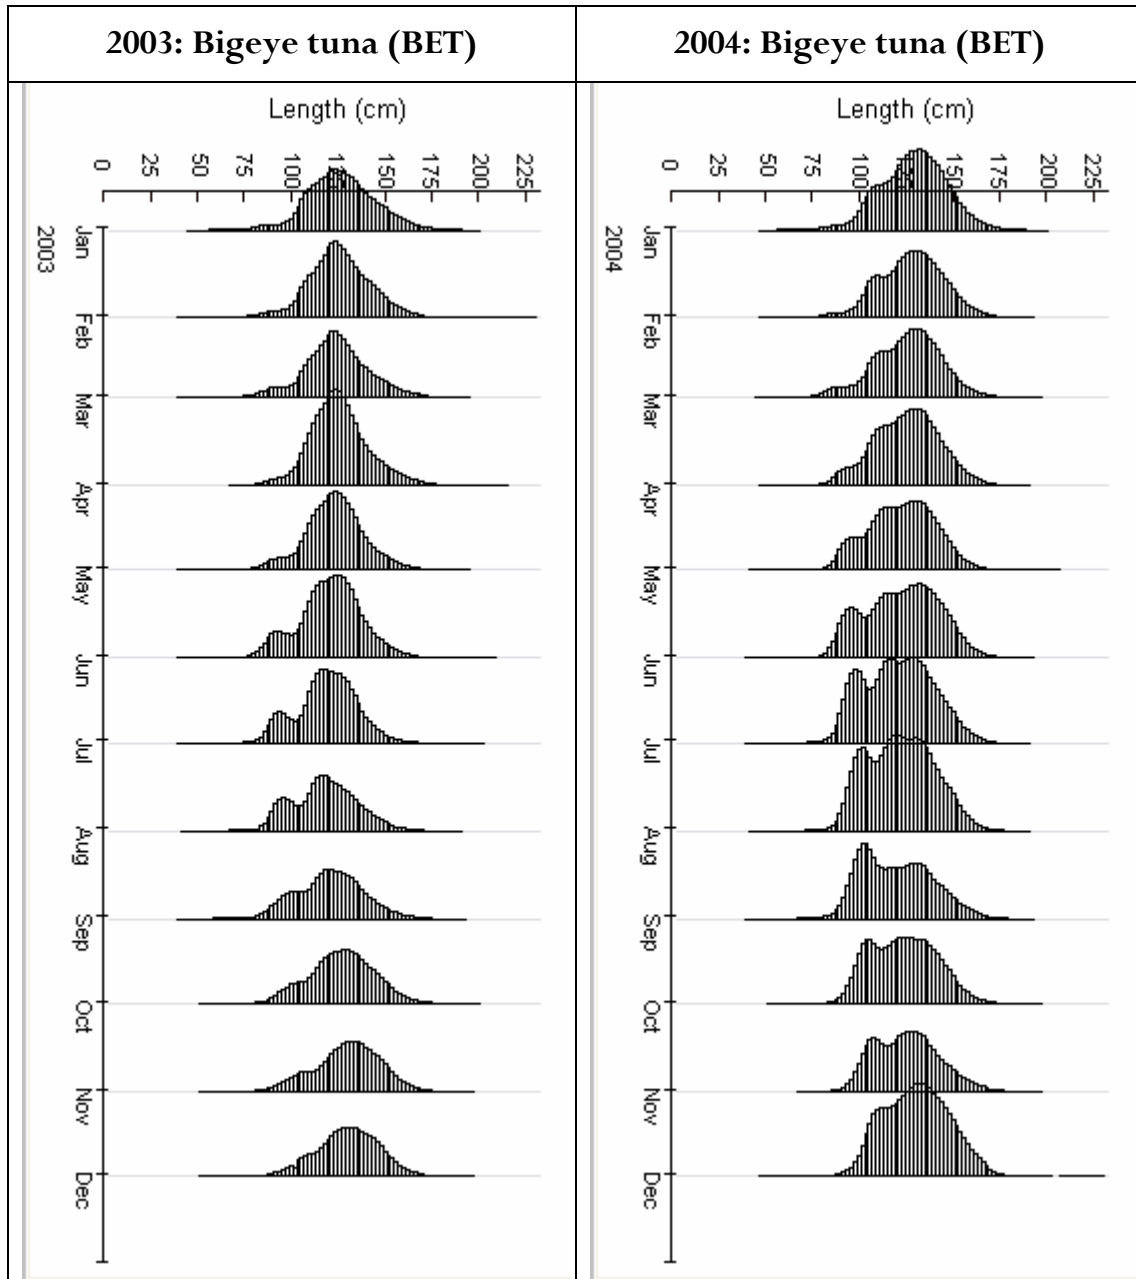 2003: Bigeye tuna (BET)
2004: Bigeye tuna (BET)
Length (cm)
0 25 50 75 100 125 150 175 200 225
2003
Jan
Feb
Mar
Apr
May
Jun
Jul
Aug
Sep
Oct
Nov
Dec
Length (cm)
0 25 50 75 100 150 175 200 225
2004
Jan
Feb
Mar
Apr
May
Jun
Jul
Aug
Sep
Oct
Nov
Dec